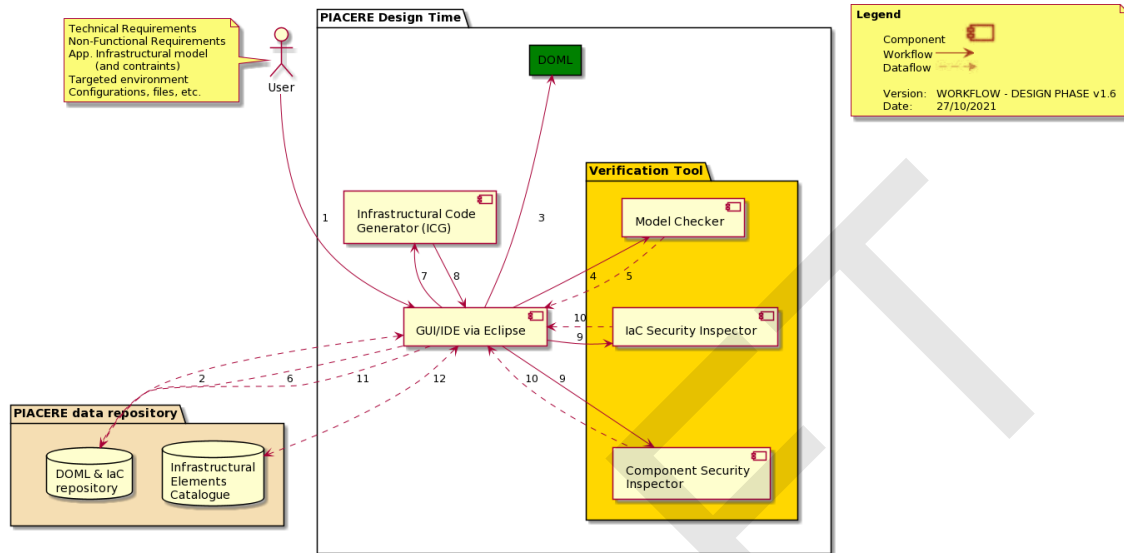 Technical Requirements
Non-Functional Requirements
App. Infrastructural model
(and contraints)
Targeted environment
Configurations, files, etc.
User
PIACERE Design Time
DOML
Legend
Component
Workflow
Dataflow
Version: WORKFLOW - DESIGN PHASE v1.6
Date: 27/10/2021
Verification Tool
Infrastructural Code
Generator (ICG)
Model Checker
1
3
7
8
4
5
GUI/IDE via Eclipse
10
9
IaC Security Inspector
2
6
11
12
10
9
PIACERE data repository
DOML & IaC
repository
Infrastructural
Elements
Catalogue
Component Security
Inspector